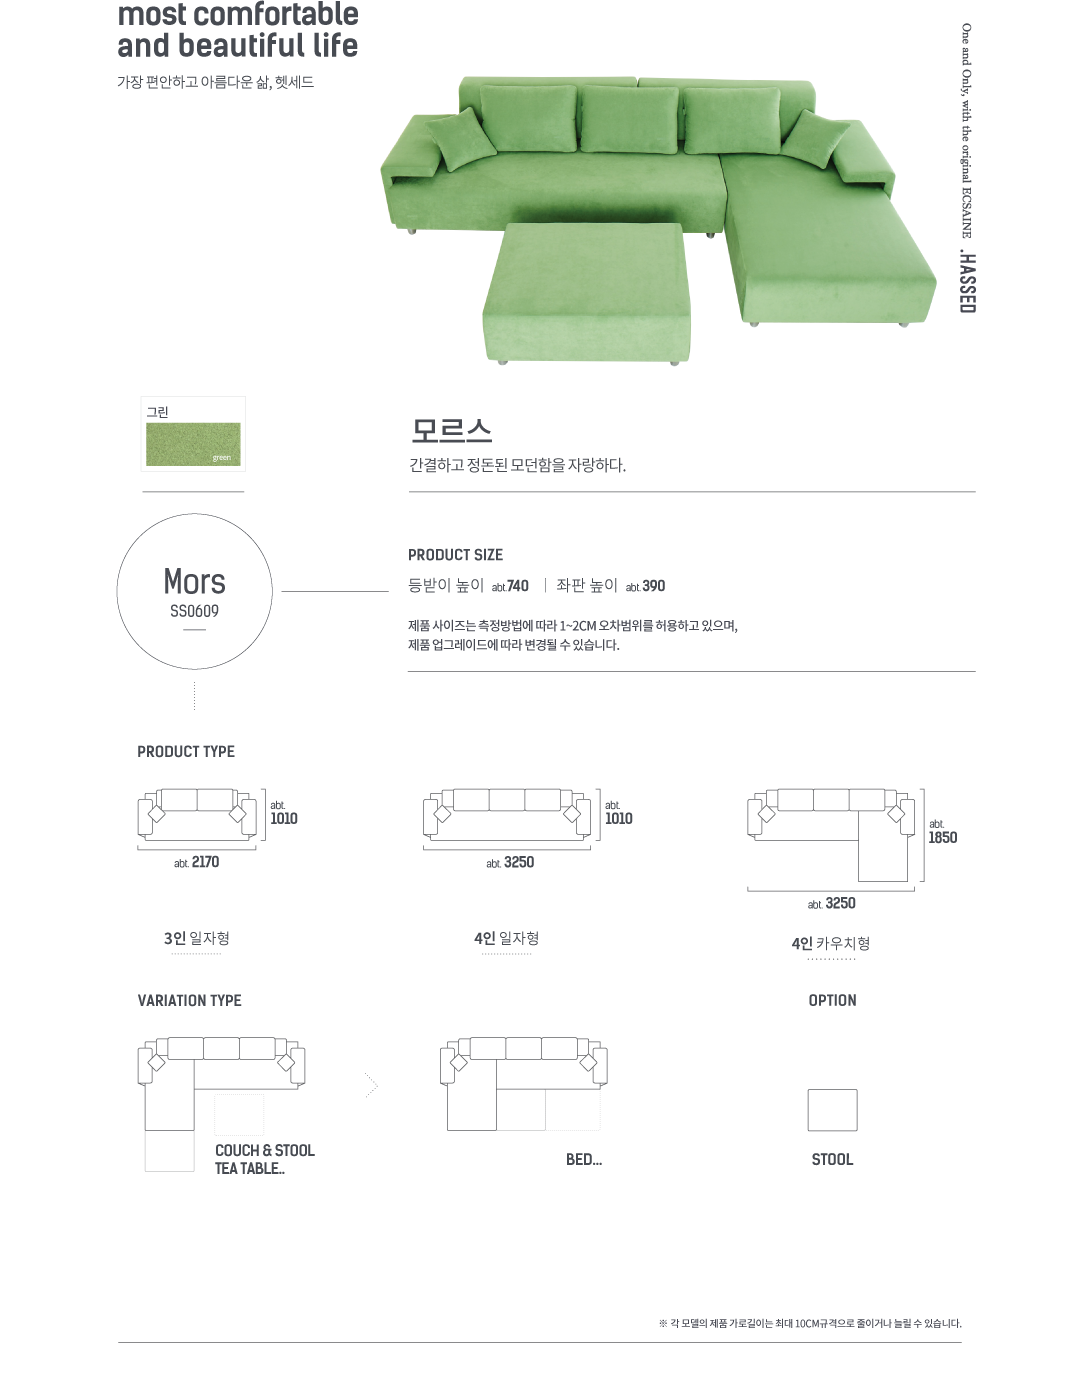 most comfortable
and beautiful life
가장 편안하고 아름다운 삶, 헷세드
One and Only, with the original ECSAINE .HASSED
그린
green
모르스
간결하고 정돈된 모던함을 자랑하다.
Mors
SS0609
PRODUCT SIZE
등받이 높이 abt.740 | 좌판 높이 abt.390
제품 사이즈는 측정방법에 따라 1~2CM 오차범위를 허용하고 있으며,
제품 업그레이드에 따라 변경될 수 있습니다.
PRODUCT TYPE
abt.
1010
abt. 2170
3인 일자형
abt.
1010
abt. 3250
4인 일자형
abt.
1850
abt. 3250
4인 카우치형
VARIATION TYPE
COUCH & STOOL
TEA TABLE..
BED...
OPTION
STOOL
※ 각 모델의 제품 가로길이는 최대 10CM규격으로 줄이거나 늘릴 수 있습니다.